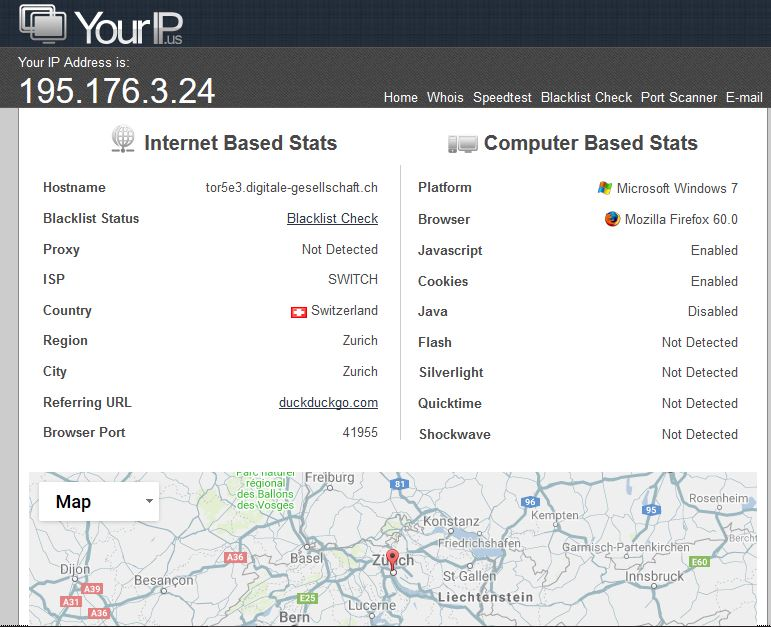 YourIP.us
Your IP Address is:
195.176.3.24
Home Whois Speedtest Blacklist Check Port Scanner E-mail
Internet Based Stats
Hostname tor5e3.digitale-gesellschaft.ch
Blacklist Status Blacklist Check
Proxy Not Detected
ISP SWITCH
Country Switzerland
Region Zurich
City Zurich
Referring URL duckduckgo.com
Browser Port 41955
Computer Based Stats
Platform Microsoft Windows 7
Browser Mozilla Firefox 60.0
Javascript Enabled
Cookies Enabled
Java Disabled
Flash Not Detected
Silverlight Not Detected
Quicktime Not Detected
Shockwave Not Detected
Map
Parc naturel
régional
des Ballons
des Vosges
Freiburg
81
96
95
Rosenheim
Konstanz
Kempten
Friedrichshafen
Garmisch-Partenkirchen
Bercht
A36
Basel
Zurich
E60
Dijon
Besançon
St Gallen
Innsbruck
A39
Liechtenstein
A31
E25
Lucerne
A36
Bern